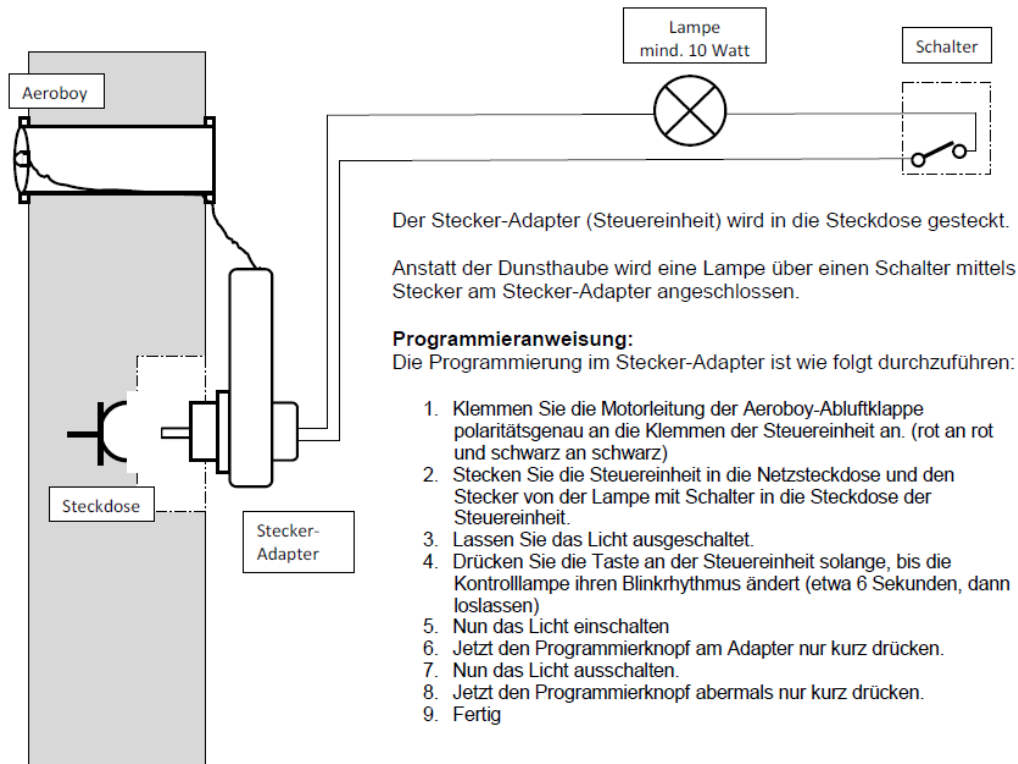 Lampe
mind. 10 Watt
Schalter
Aeroboy
Der Stecker-Adapter (Steuereinheit) wird in die Steckdose gesteckt.
Anstatt der Dunsthaube wird eine Lampe über einen Schalter mittels
Stecker am Stecker-Adapter angeschlossen.
Programmieranweisung:
Die Programmierung im Stecker-Adapter ist wie folgt durchzuführen:
1. Klemmen Sie die Motorleitung der Aeroboy-Abluftklappe
polaritätsgenau an die Klemmen der Steuereinheit an. (rot an rot
und schwarz an schwarz)
2. Stecken Sie die Steuereinheit in die Netzsteckdose und den
Stecker von der Lampe mit Schalter in die Steckdose der
Steuereinheit.
3. Lassen Sie das Licht ausgeschaltet.
4. Drücken Sie die Taste an der Steuereinheit solange, bis die
Kontrolllampe ihren Blinkrhythmus ändert (etwa 6 Sekunden, dann
loslassen)
5. Nun das Licht einschalten
6. Jetzt den Programmierknopf am Adapter nur kurz drücken.
7. Nun das Licht ausschalten.
8. Jetzt den Programmierknopf abermals nur kurz drücken.
9. Fertig
Steckdose
Stecker-
Adapter